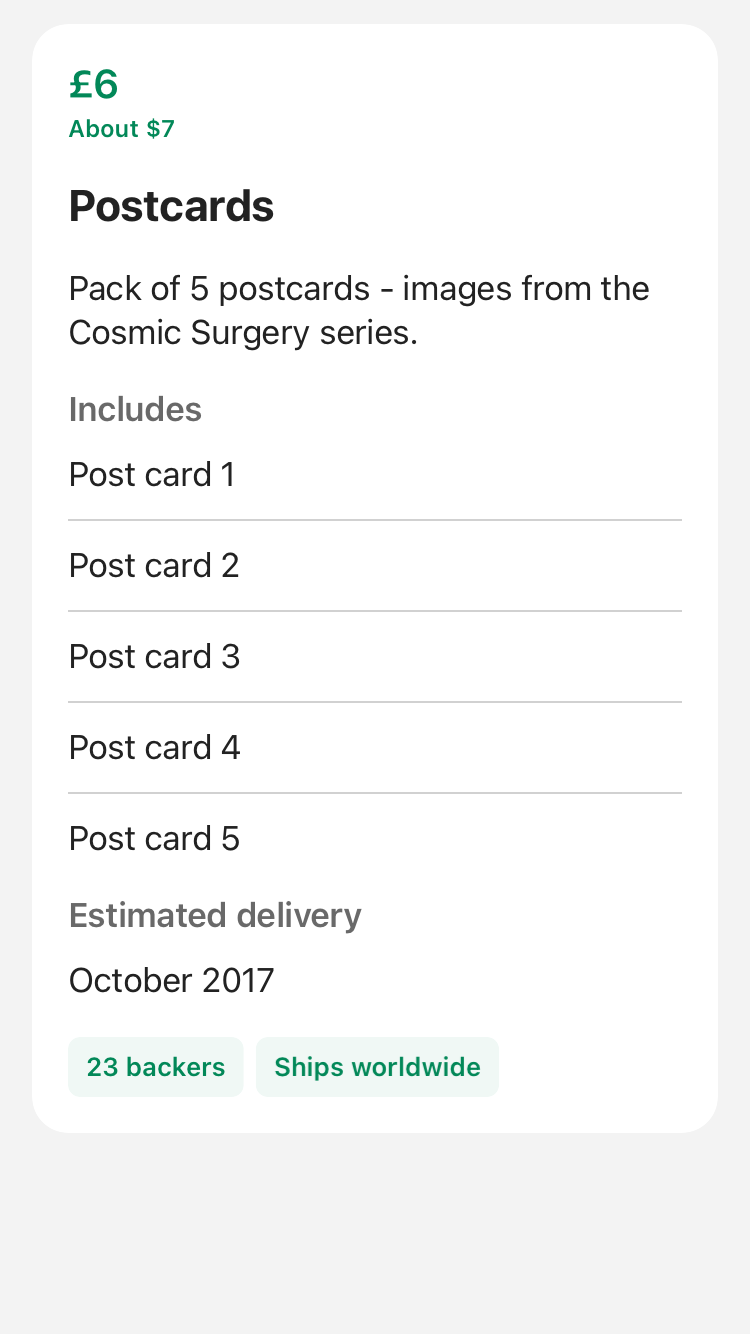 £6
About $7
Postcards
Pack of 5 postcards - images from the
Cosmic Surgery series.
Includes
Post card 1
Post card 2
Post card 3
Post card 4
Post card 5
Estimated delivery
October 2017
23 backers
Ships worldwide